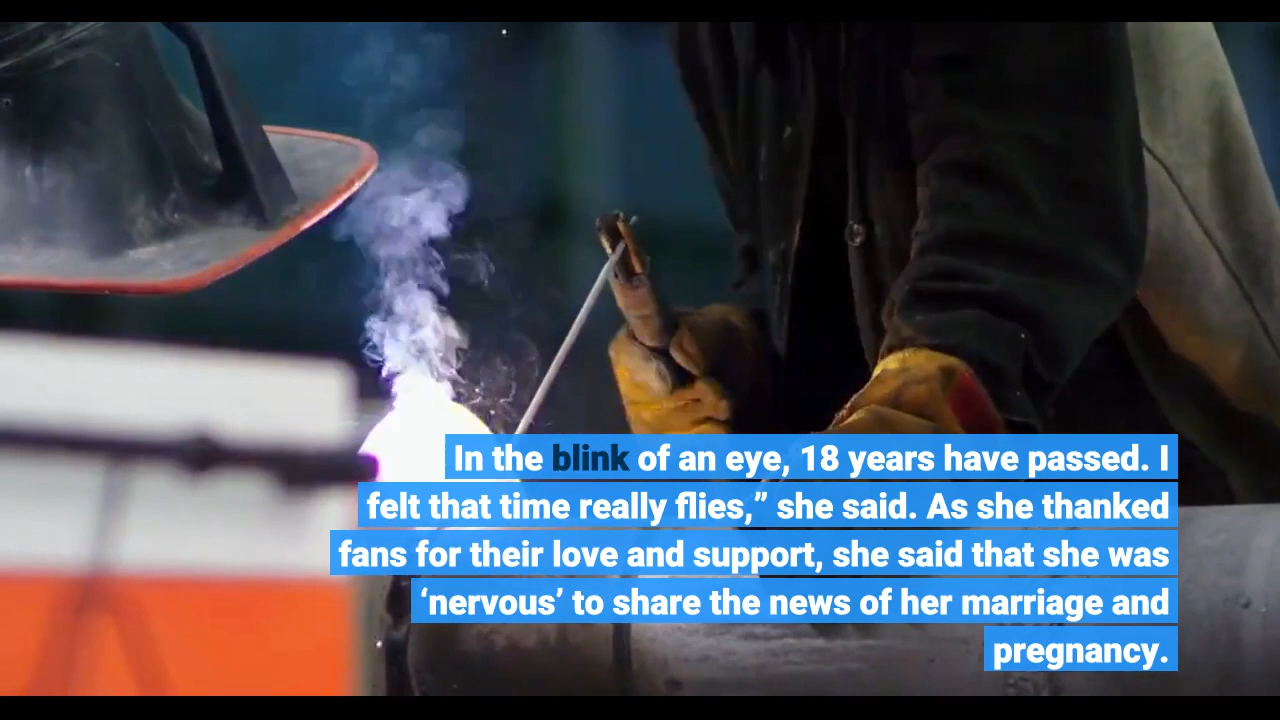 In the blink of an eye, 18 years have passed. I
felt that time really flies,” she said. As she thanked
fans for their love and support, she said that she was
‘nervous’ to share the news of her marriage and
pregnancy.